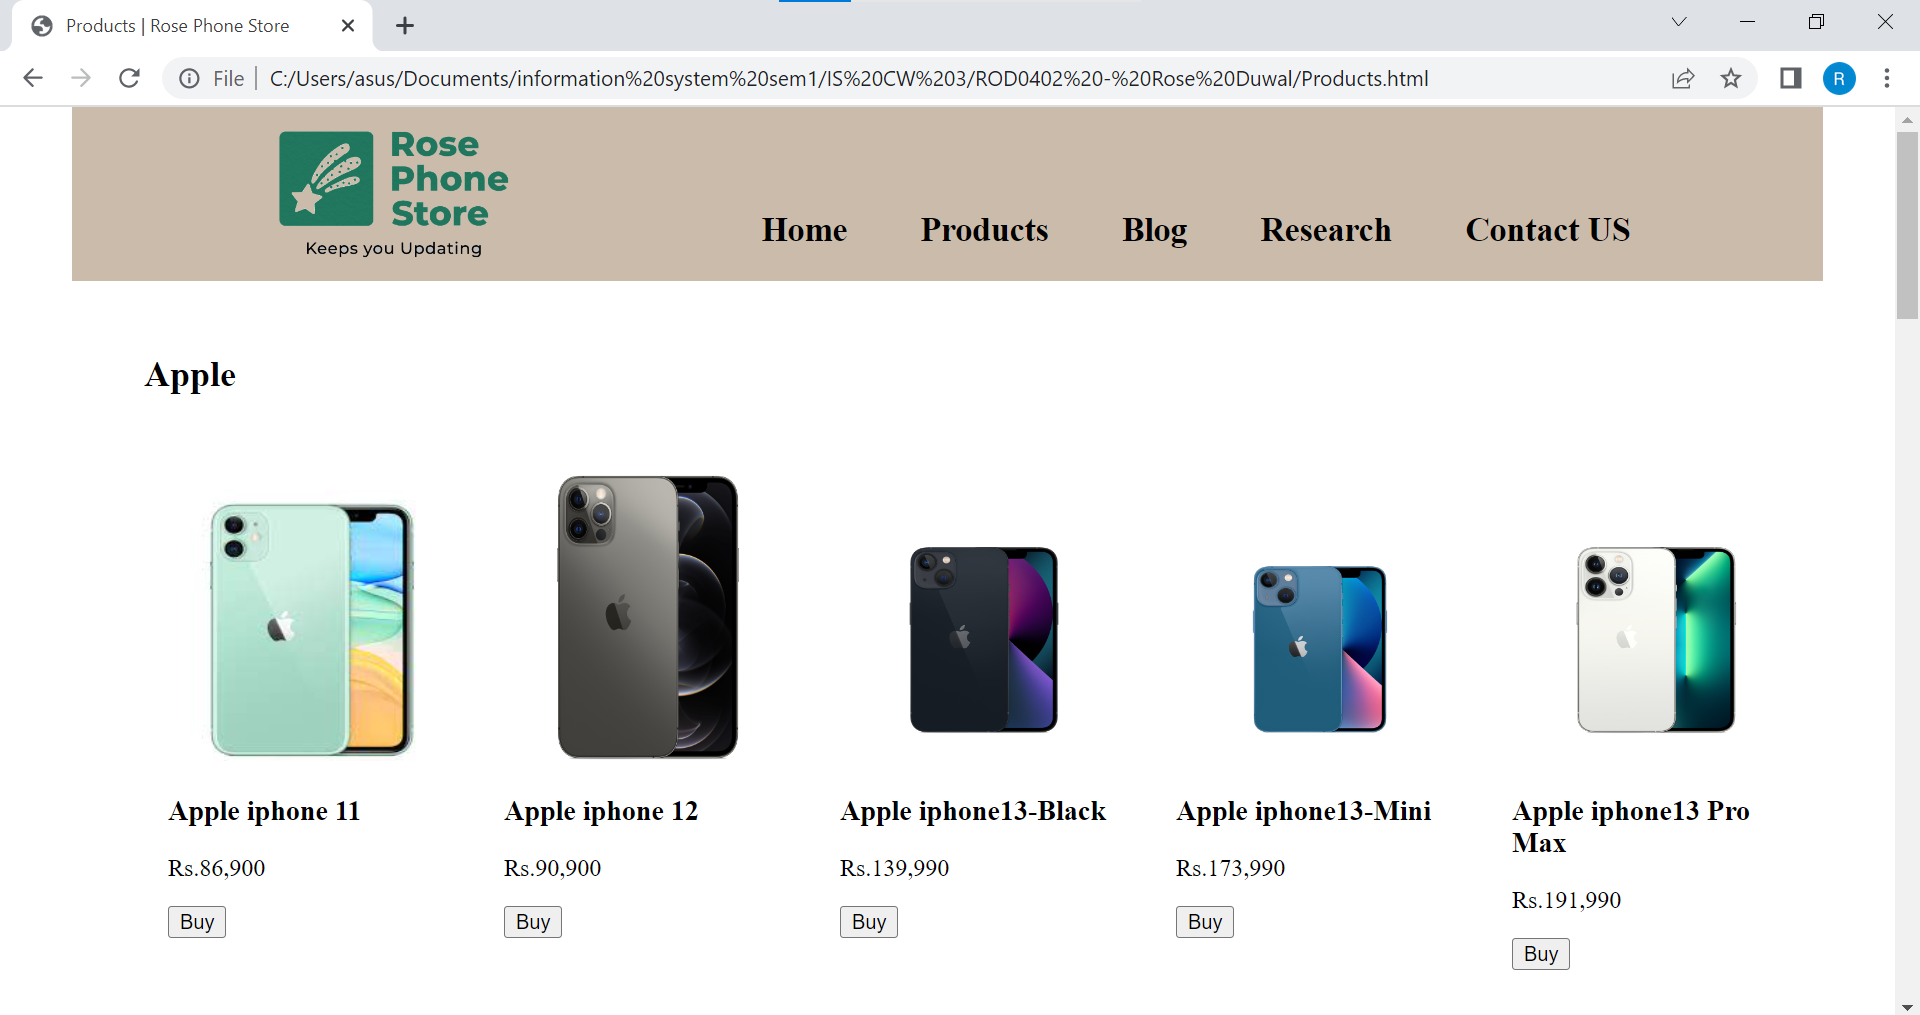 Products | Rose Phone Store
File C:/Users/asus/Documents/information%20system%20sem1/IS%20CW%203/ROD0402%20-%20Rose%20Duwal/Products.html
R
Rose
Phone
Store
Keeps you Updating
Home Products Blog Research Contact US
Apple
Apple iphone 11
Rs.86,900
Buy
Apple iphone 12
Rs.90,900
Buy
Apple iphone13-Black
Rs.139,990
Buy
Apple iphone13-Mini
Rs.173,990
Buy
Apple iphone13 Pro
Max
Rs.191,990
Buy